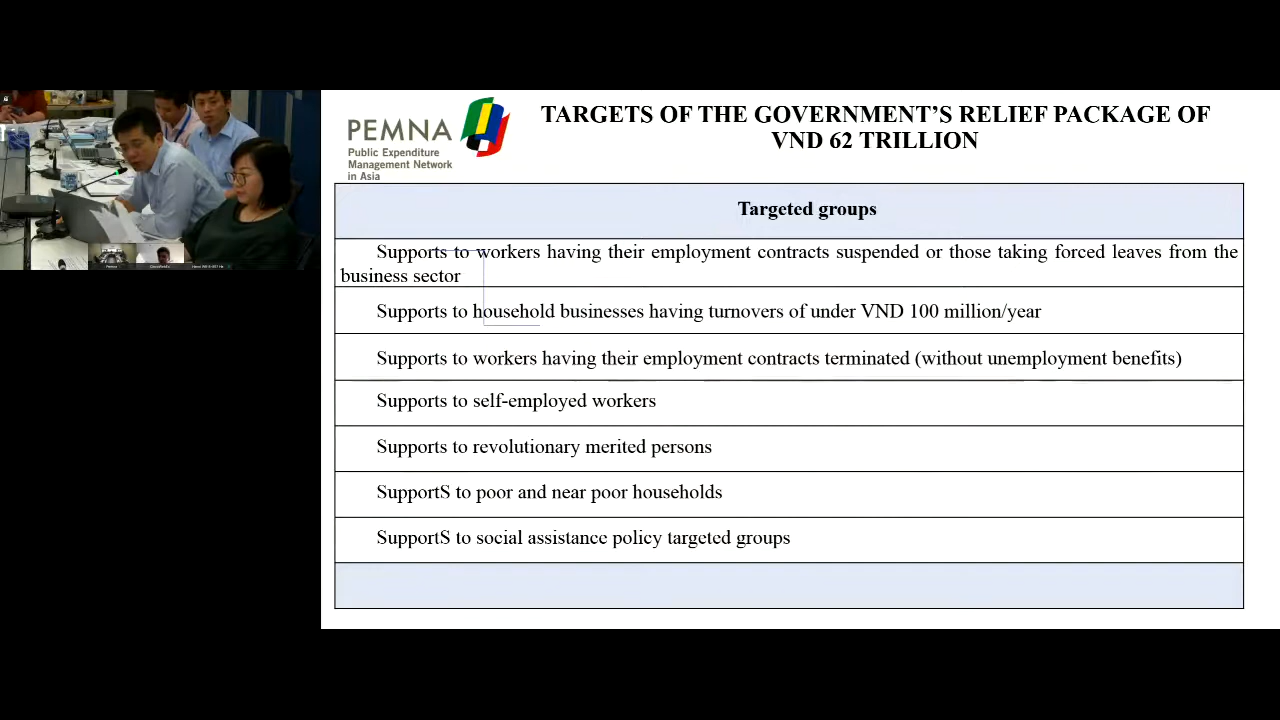 PEMNA
Public Expenditure
Management Network
in Asia
TARGETS OF THE GOVERNMENT’S RELIEF PACKAGE OF
VND 62 TRILLION
Targeted groups
Supports to workers having their employment contracts suspended or those taking forced leaves from the
business sector
Supports to household businesses having turnovers of under VND 100 million/year
Supports to workers having their employment contracts terminated (without unemployment benefits)
Supports to self-employed workers
Supports to revolutionary merited persons
SupportS to poor and near poor households
SupportS to social assistance policy targeted groups